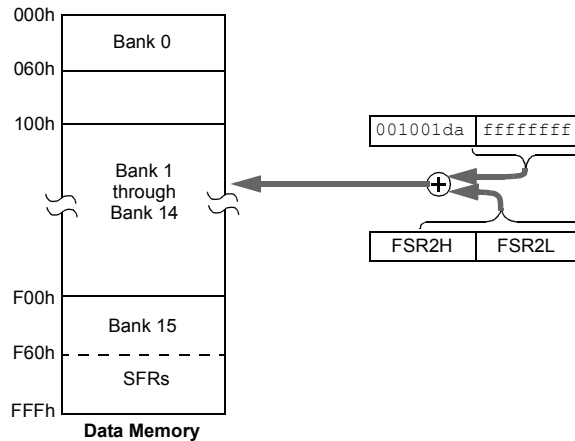 000h
Bank 0
060h
100h
001001da ffffffff
Bank 1
through
Bank 14
FSR2H FSR2L
F00h
Bank 15
F60h
SFRs
FFFh
Data Memory